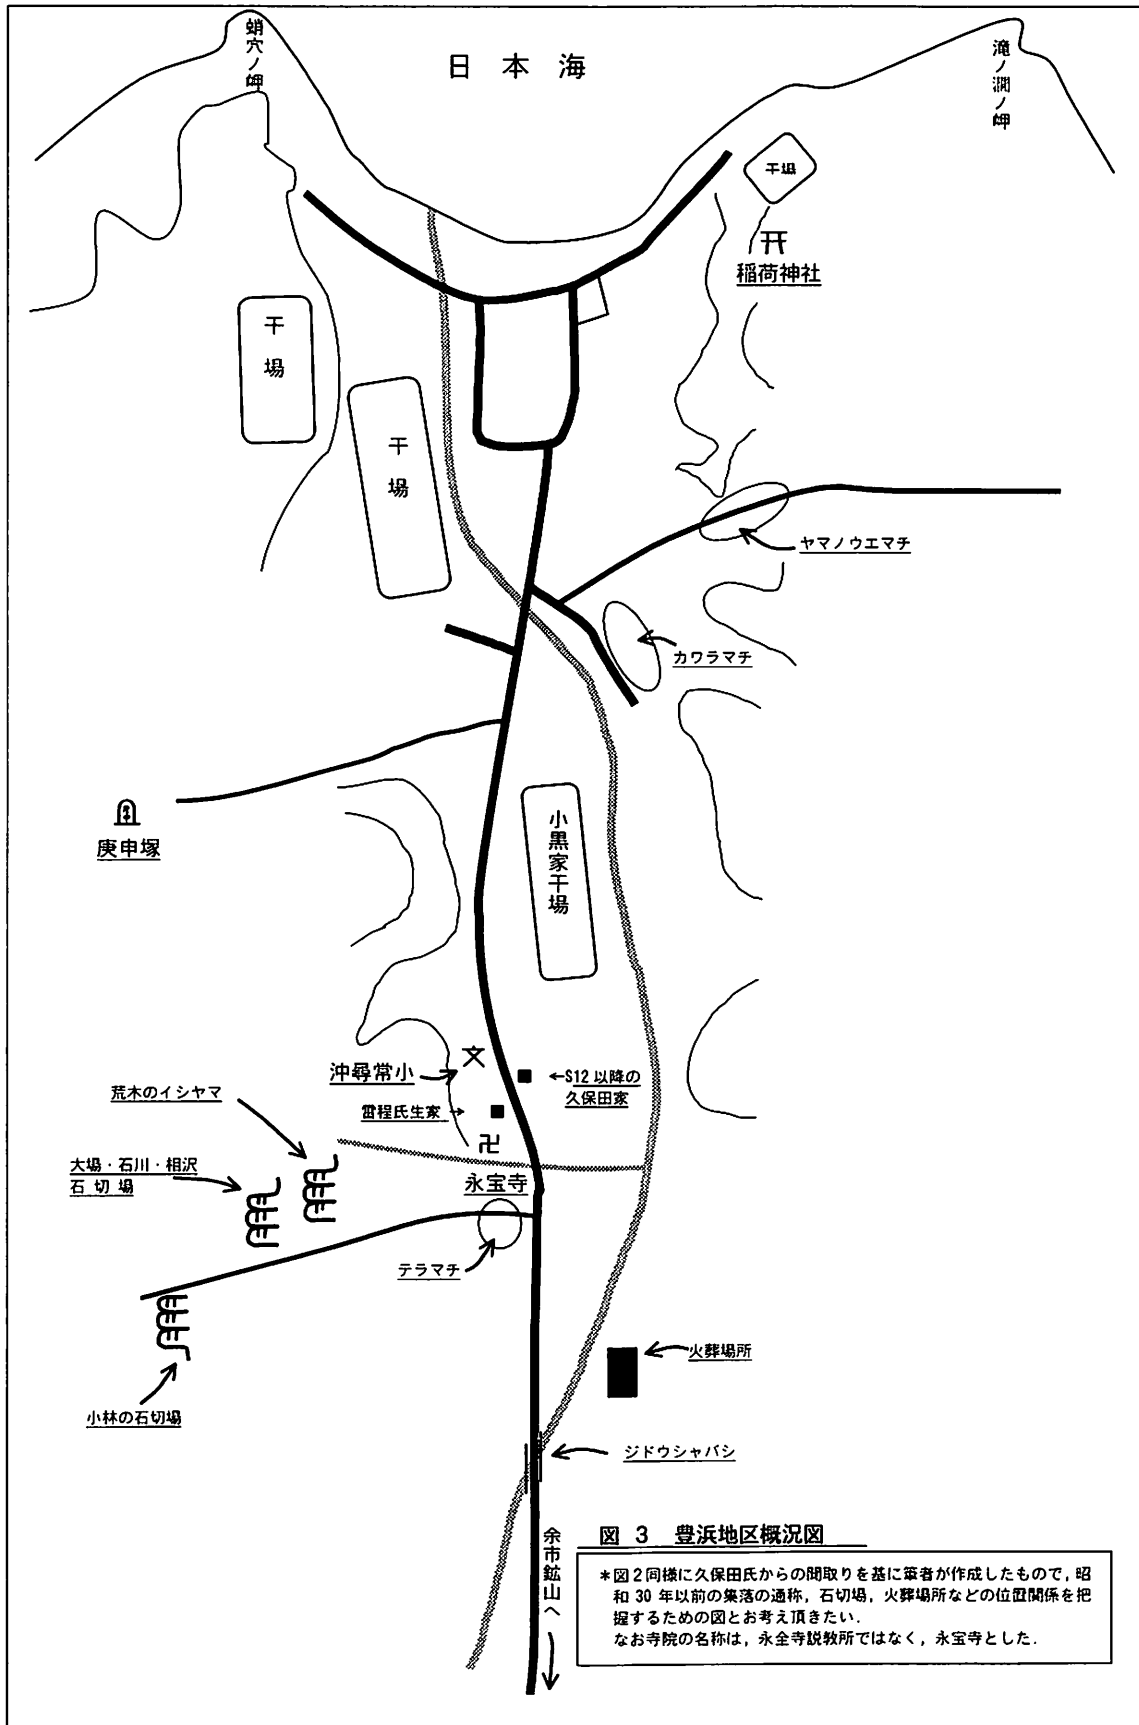 日本海
蛸穴ノ岬
滝ノ澗ノ岬
干場
稲荷神社
干場
干場
ヤマノウエマチ
カワラマチ
庚申塚
小黒家干場
沖尋常小
文
←S12以降の
久保田家
荒木のイシヤマ
雷程氏生家→
卍
大場・石川・相沢
石切場
永宝寺
テラマチ
火葬場所
小林の石切場
ジドウシャバシ
余市鉱山へ
図 3 豊浜地区概況図
*図2同様に久保田氏からの聞取りを基に筆者が作成したもので,昭
和 30 年以前の集落の通称,石切場,火葬場所などの位置関係を把
握するための図とお考え頂きたい.
なお寺院の名称は,永全寺説教所ではなく,永宝寺とした.